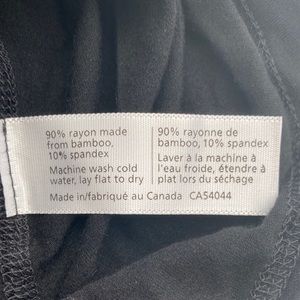 90% rayon made
from bamboo,
10% spandex
Machine wash cold
water, lay flat to dry
90% rayonne de
bamboo, 10% spandex
Laver à la machine à
l'eau froide, étendre à
plat lors du séchage
Made in/fabriqué au Canada CA54044